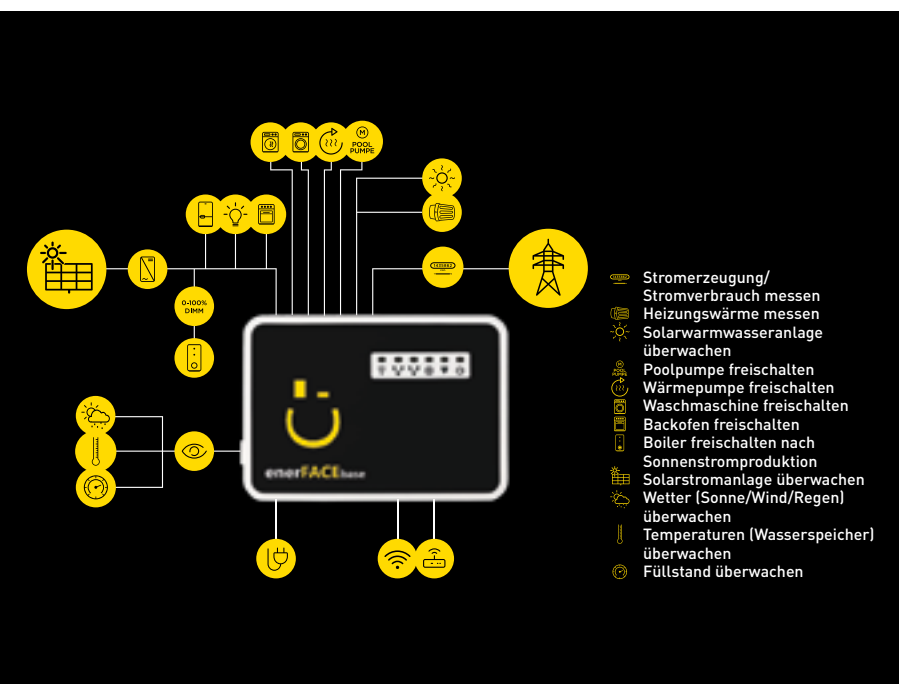 M
POOL
PUMPE
1435862
0-100%
DIMM
enerFACEbase
Stromerzeugung/
Stromverbrauch messen
Heizungswärme messen
Solarwarmwasseranlage
überwachen
Poolpumpe freischalten
Wärmepumpe freischalten
Waschmaschine freischalten
Backofen freischalten
Boiler freischalten nach
Sonnenstromproduktion
Solarstromanlage überwachen
Wetter (Sonne/Wind/Regen)
überwachen
Temperaturen (Wasserspeicher)
überwachen
Füllstand überwachen